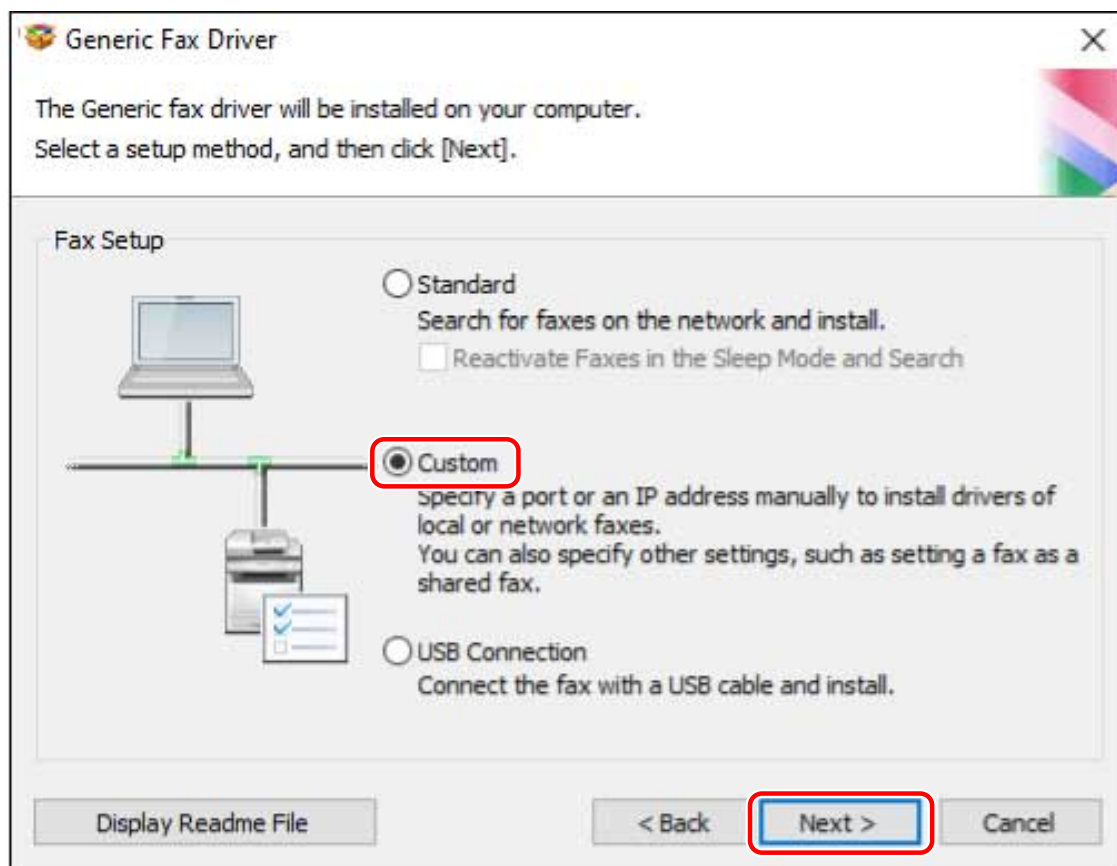 Generic Fax Driver
The Generic fax driver will be installed on your computer.
Select a setup method, and then click [Next].
Fax Setup
Standard
Search for faxes on the network and install.
Reactivate Faxes in the Sleep Mode and Search
Custom
Specify a port or an IP address manually to install drivers of
local or network faxes.
You can also specify other settings, such as setting a fax as a
shared fax.
USB Connection
Connect the fax with a USB cable and install.
Display Readme File
< Back
Next >
Cancel